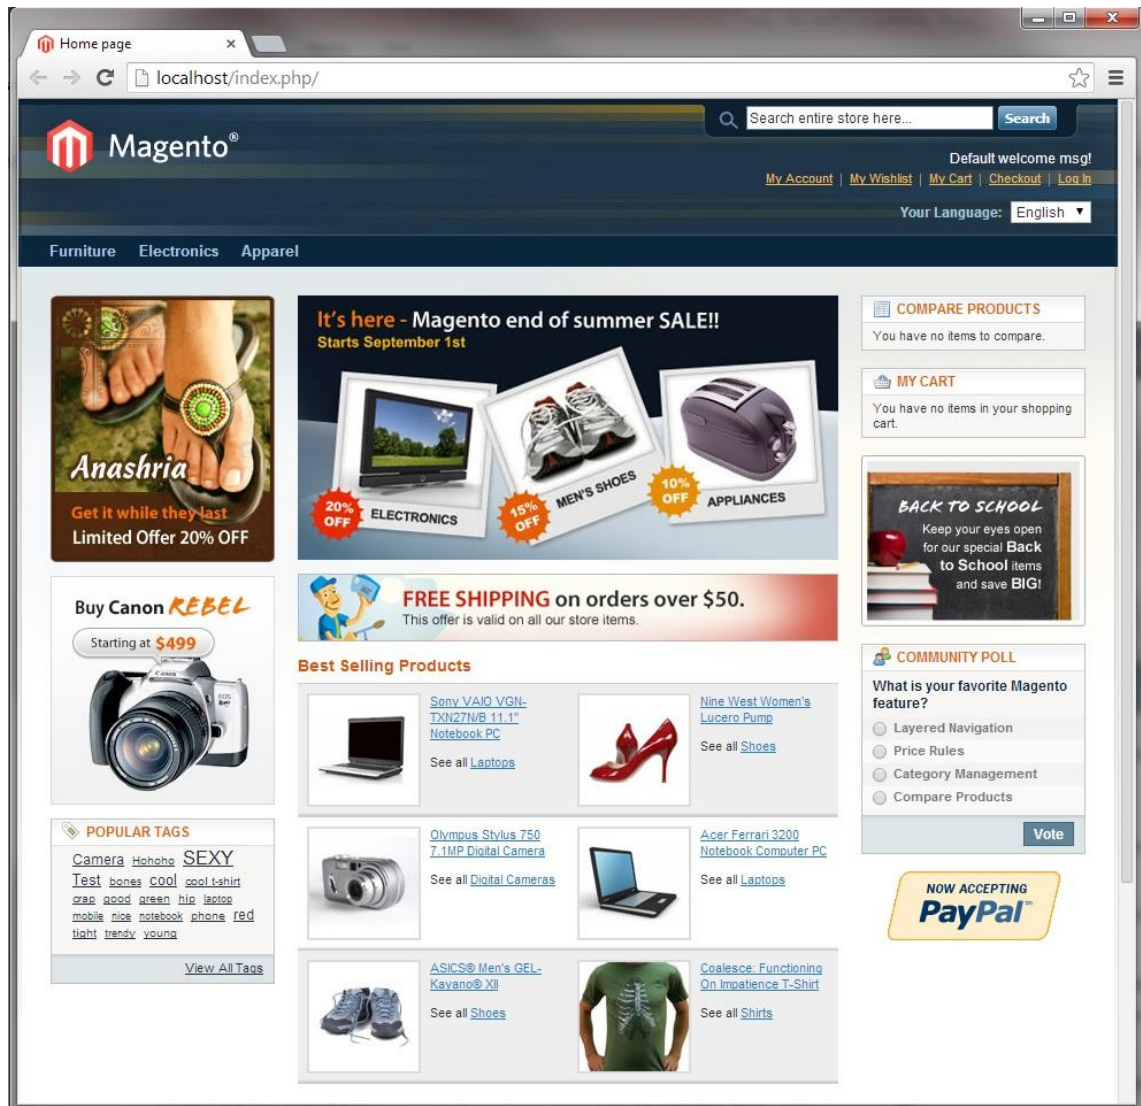 Home page
localhost/index.php/
Magento®
Search entire store here...
Search
Default welcome msg!
My Account | My Wishlist | My Cart | Checkout | Log In
Your Language: English
Furniture Electronics Apparel
Anashria
Get it while they last
Limited Offer 20% OFF
Buy Canon REBEL
Starting at $499
Canon
EOS
POPULAR TAGS
Camera Hohoho SEXY
Test bones cool cool t-shirt
crap good green hip laptop
mobile nice notebook phone red
tight trendy young
View All Tags
It's here - Magento end of summer SALE!!
Starts September 1st
20% OFF
ELECTRONICS
15% OFF
MEN'S SHOES
10% OFF
APPLIANCES
FREE SHIPPING on orders over $50.
This offer is valid on all our store items.
Best Selling Products
Sony VAIO VGN-
TXN27N/B 11.1"
Notebook PC
See all Laptops
Nine West Women's
Lucero Pump
See all Shoes
Olympus Stylus 750
7.1MP Digital Camera
See all Digital Cameras
Acer Ferrari 3200
Notebook Computer PC
See all Laptops
ASICS® Men's GEL-
Kayano® XII
See all Shoes
Coalesce: Functioning
On Impatience T-Shirt
See all Shirts
COMPARE PRODUCTS
You have no items to compare.
MY CART
You have no items in your shopping
cart.
BACK TO SCHOOL
Keep your eyes open
for our special Back
to School items
and save BIG!
COMMUNITY POLL
What is your favorite Magento
feature?
Layered Navigation
Price Rules
Category Management
Compare Products
Vote
NOW ACCEPTING
PayPal™